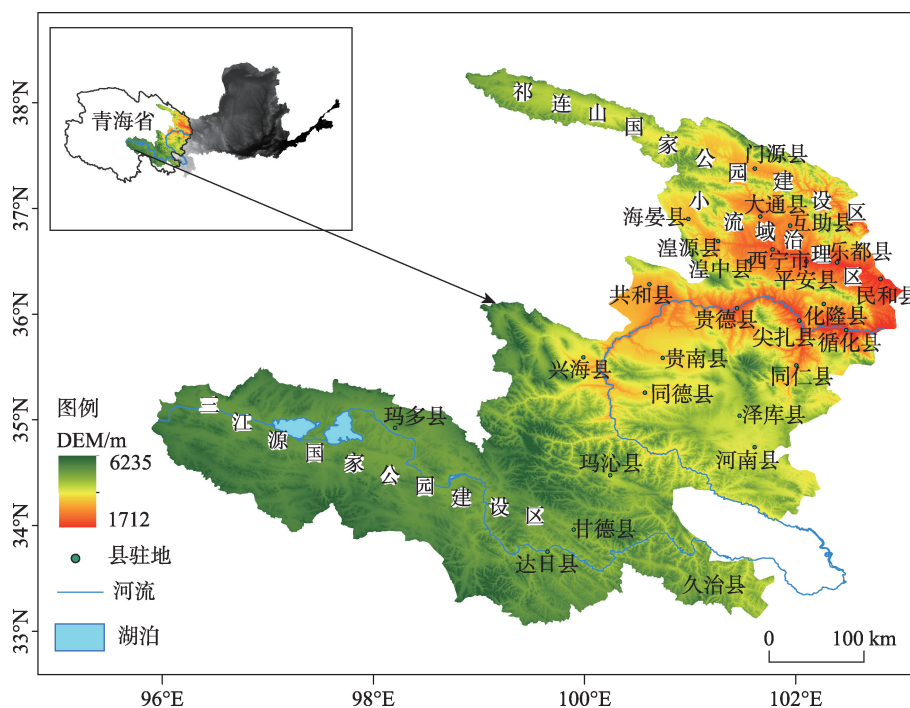 青海省
祁连山国家公园建设区
小流域治理区
三江源国家公园建设区
门源县
大通县
互助县
海晏县
湟源县
西宁市
乐都县
湟中县
平安县
民和县
共和县
贵德县
化隆县
尖扎县
循化县
兴海县
贵南县
同仁县
同德县
泽库县
玛多县
河南县
玛沁县
甘德县
达日县
久治县
图例
DEM/m
6235
1712
县驻地
河流
湖泊
0 100 km
38°N
37°N
36°N
35°N
34°N
33°N
96°E 98°E 100°E 102°E